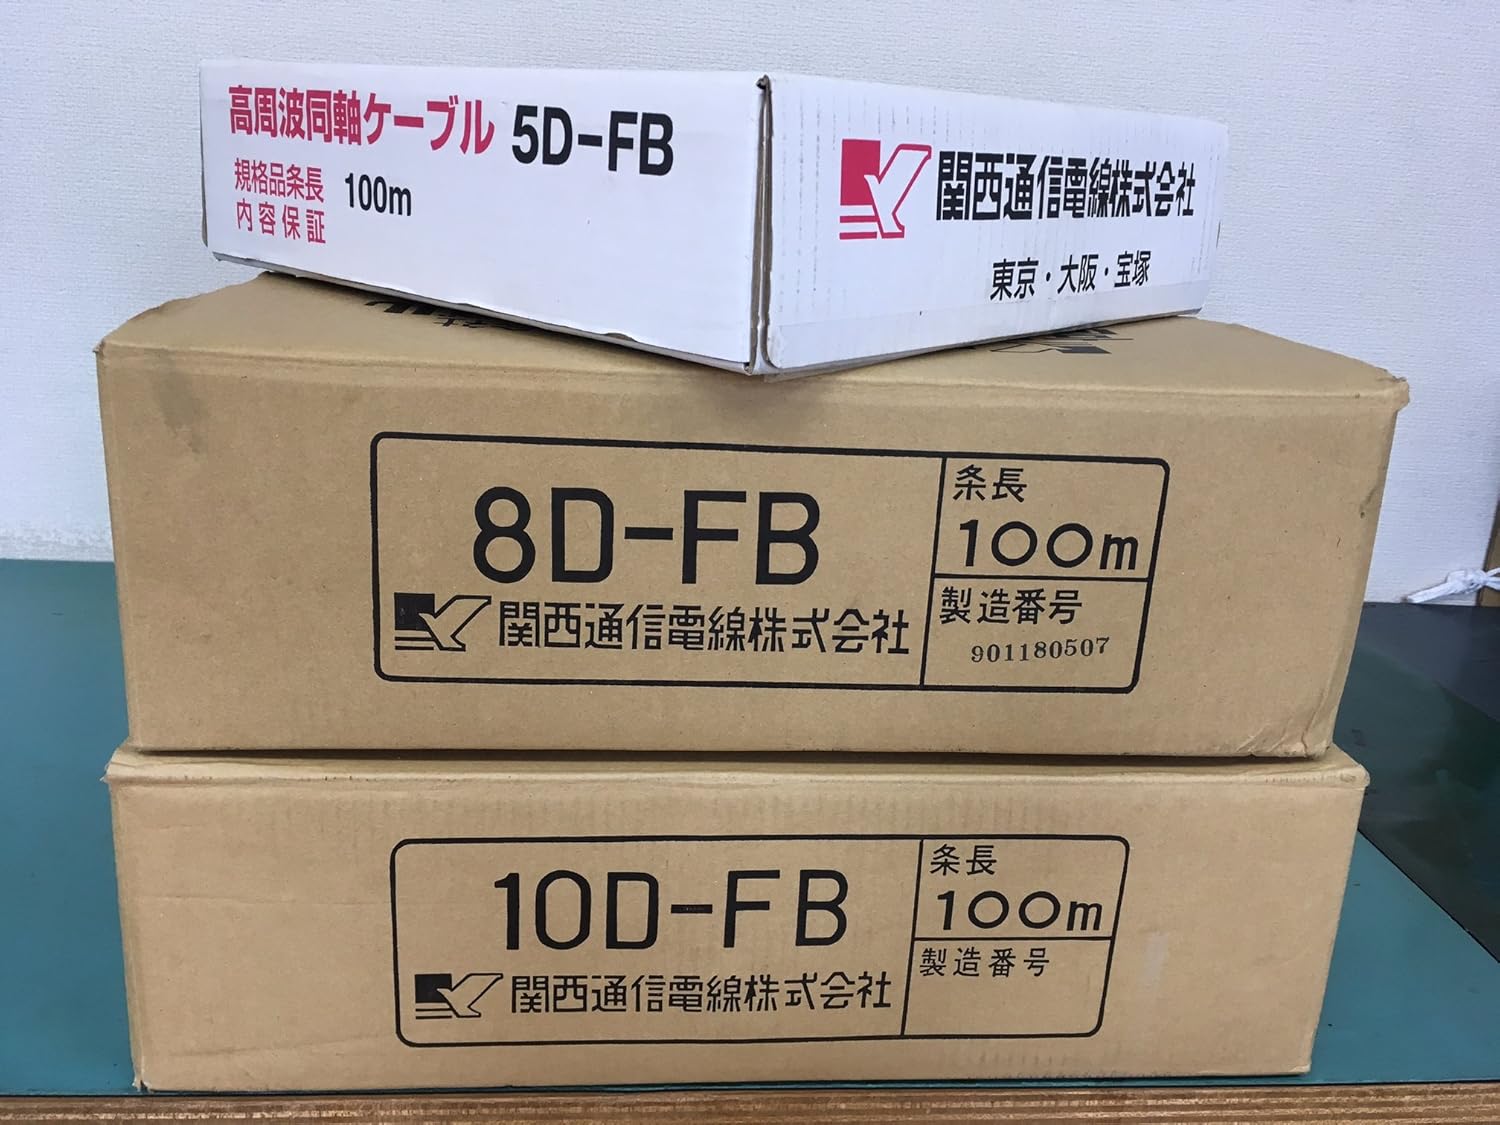 高周波同軸ケーブル 5D-FB
規格品条長 100m
内容保証
関西通信電線株式会社
東京・大阪・宝塚
8D-FB
関西通信電線株式会社
条長
100m
製造番号
901180507
10D-FB
関西通信電線株式会社
条長
100m
製造番号